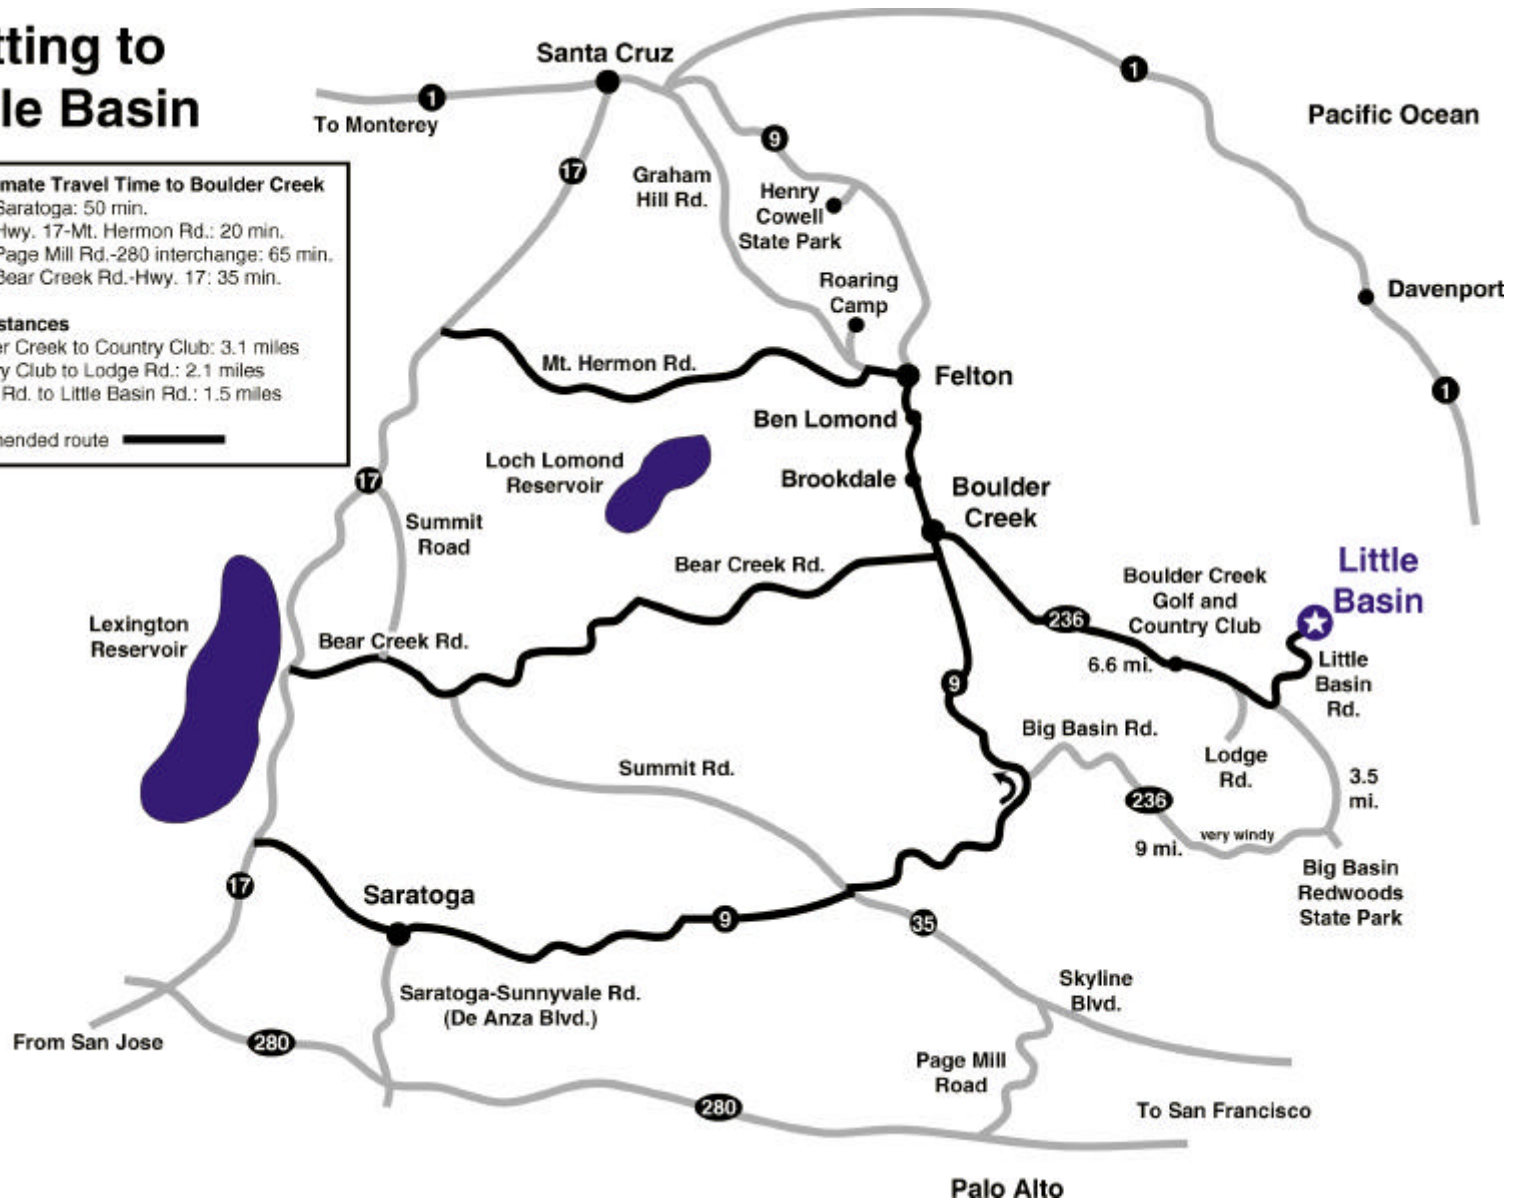 tting to
le Basin
mate Travel Time to Boulder Creek
Saratoga: 50 min.
Hwy. 17-Mt. Hermon Rd.: 20 min.
Page Mill Rd.-280 interchange: 65 min.
Bear Creek Rd.-Hwy. 17: 35 min.
stances
er Creek to Country Club: 3.1 miles
y Club to Lodge Rd.: 2.1 miles
Rd. to Little Basin Rd.: 1.5 miles
ended route
Santa Cruz
1
To Monterey
1
Pacific Ocean
9
17
Graham
Hill Rd.
Henry
Cowell
State Park
Roaring
Camp
Davenport
Mt. Hermon Rd.
Felton
1
Ben Lomond
Loch Lomond
Reservoir
Brookdale
17
Boulder
Creek
Summit
Road
Bear Creek Rd.
Little
Basin
Boulder Creek
Golf and
Country Club
236
Lexington
Reservoir
Bear Creek Rd.
6.6 mi.
Little
Basin
Rd.
9
Big Basin Rd.
Lodge
Rd.
Summit Rd.
3.5
mi.
236
very windy
9 mi.
Big Basin
Redwoods
State Park
17
Saratoga
9
35
Skyline
Blvd.
Saratoga-Sunnyvale Rd.
(De Anza Blvd.)
From San Jose
280
Page Mill
Road
280
To San Francisco
Palo Alto